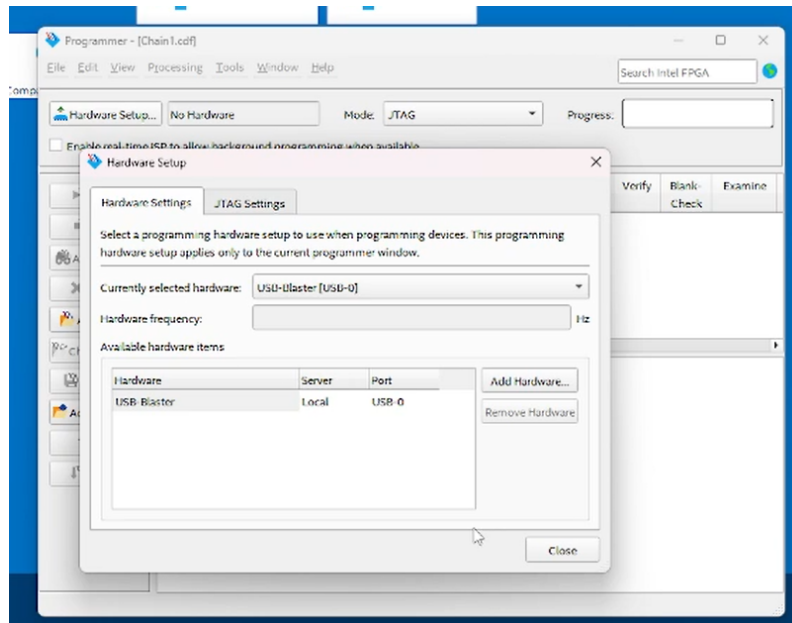 Programmer - [Chain1.cdf]
File Edit View Processing Tools Window Help
Search Intel FPGA
Hardware Setup... No Hardware Mode: JTAG Progress:
Enable real-time ISP to allow background programming when available
Hardware Setup
Verify Blank-Check Examine
Hardware Settings JTAG Settings
Select a programming hardware setup to use when programming devices. This programming
hardware setup applies only to the current programmer window.
Currently selected hardware: USB-Blaster [USB-0]
Hardware frequency: Hz
Available hardware items
Hardware Server Port
USB-Blaster Local USB-0
Add Hardware...
Remove Hardware
Close